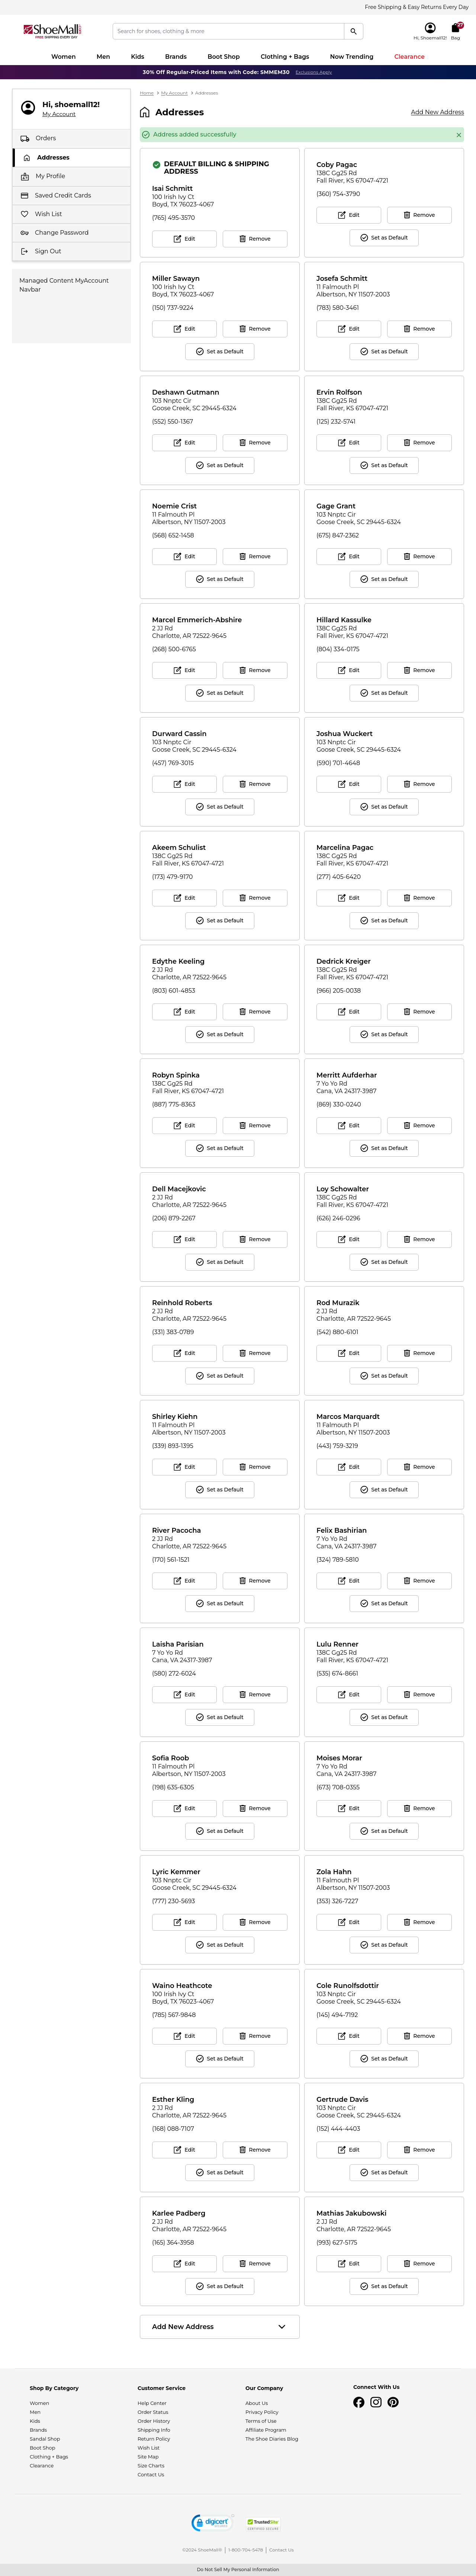 Free Shipping & Easy Returns Every Day
ShoeMall
FREE SHIPPING EVERY DAY!
Search for shoes, clothing & more
Hi, Shoemall12!
Bag
Women
Men
Kids
Brands
Boot Shop
Clothing + Bags
Now Trending
Clearance
30% Off Regular-Priced Items with Code: SMMEM30
Exclusions Apply
Hi, shoemall12!
My Account
Orders
Addresses
My Profile
Saved Credit Cards
Wish List
Change Password
Sign Out
Managed Content MyAccount
Navbar
Home > My Account > Addresses
Addresses
Add New Address
Address added successfully
DEFAULT BILLING & SHIPPING
ADDRESS
Isai Schmitt
100 Irish Ivy Ct
Boyd, TX 76023-4067
(765) 495-3570
Edit
Remove
Coby Pagac
138C Gg25 Rd
Fall River, KS 67047-4721
(360) 754-3790
Edit
Remove
Set as Default
Miller Sawayn
100 Irish Ivy Ct
Boyd, TX 76023-4067
(150) 737-9224
Edit
Remove
Set as Default
Josefa Schmitt
11 Falmouth Pl
Albertson, NY 11507-2003
(783) 580-3461
Edit
Remove
Set as Default
Deshawn Gutmann
103 Nnptc Cir
Goose Creek, SC 29445-6324
(552) 550-1367
Edit
Remove
Set as Default
Ervin Rolfson
138C Gg25 Rd
Fall River, KS 67047-4721
(125) 232-5741
Edit
Remove
Set as Default
Noemie Crist
11 Falmouth Pl
Albertson, NY 11507-2003
(568) 652-1458
Edit
Remove
Set as Default
Gage Grant
103 Nnptc Cir
Goose Creek, SC 29445-6324
(675) 847-2362
Edit
Remove
Set as Default
Marcel Emmerich-Abshire
2 JJ Rd
Charlotte, AR 72522-9645
(268) 500-6765
Edit
Remove
Set as Default
Hillard Kassulke
138C Gg25 Rd
Fall River, KS 67047-4721
(804) 334-0175
Edit
Remove
Set as Default
Durward Cassin
103 Nnptc Cir
Goose Creek, SC 29445-6324
(457) 769-3015
Edit
Remove
Set as Default
Joshua Wuckert
103 Nnptc Cir
Goose Creek, SC 29445-6324
(590) 701-4648
Edit
Remove
Set as Default
Akeem Schulist
138C Gg25 Rd
Fall River, KS 67047-4721
(173) 479-9170
Edit
Remove
Set as Default
Marcelina Pagac
138C Gg25 Rd
Fall River, KS 67047-4721
(277) 405-6420
Edit
Remove
Set as Default
Edythe Keeling
2 JJ Rd
Charlotte, AR 72522-9645
(803) 601-4853
Edit
Remove
Set as Default
Dedrick Kreiger
138C Gg25 Rd
Fall River, KS 67047-4721
(966) 205-0038
Edit
Remove
Set as Default
Robyn Spinka
138C Gg25 Rd
Fall River, KS 67047-4721
(887) 775-8363
Edit
Remove
Set as Default
Merritt Aufderhar
7 Yo Yo Rd
Cana, VA 24317-3987
(869) 330-0240
Edit
Remove
Set as Default
Dell Macejkovic
2 JJ Rd
Charlotte, AR 72522-9645
(206) 879-2267
Edit
Remove
Set as Default
Loy Schowalter
138C Gg25 Rd
Fall River, KS 67047-4721
(626) 246-0296
Edit
Remove
Set as Default
Reinhold Roberts
2 JJ Rd
Charlotte, AR 72522-9645
(331) 383-0789
Edit
Remove
Set as Default
Rod Murazik
2 JJ Rd
Charlotte, AR 72522-9645
(542) 880-6101
Edit
Remove
Set as Default
Shirley Kiehn
11 Falmouth Pl
Albertson, NY 11507-2003
(339) 893-1395
Edit
Remove
Set as Default
Marcos Marquardt
11 Falmouth Pl
Albertson, NY 11507-2003
(443) 759-3219
Edit
Remove
Set as Default
River Pacocha
2 JJ Rd
Charlotte, AR 72522-9645
(170) 561-1521
Edit
Remove
Set as Default
Felix Bashirian
7 Yo Yo Rd
Cana, VA 24317-3987
(324) 789-5810
Edit
Remove
Set as Default
Laisha Parisian
7 Yo Yo Rd
Cana, VA 24317-3987
(580) 272-6024
Edit
Remove
Set as Default
Lulu Renner
138C Gg25 Rd
Fall River, KS 67047-4721
(535) 674-8661
Edit
Remove
Set as Default
Sofia Roob
11 Falmouth Pl
Albertson, NY 11507-2003
(198) 635-6305
Edit
Remove
Set as Default
Moises Morar
7 Yo Yo Rd
Cana, VA 24317-3987
(673) 708-0355
Edit
Remove
Set as Default
Lyric Kemmer
103 Nnptc Cir
Goose Creek, SC 29445-6324
(777) 230-5693
Edit
Remove
Set as Default
Zola Hahn
11 Falmouth Pl
Albertson, NY 11507-2003
(353) 326-7227
Edit
Remove
Set as Default
Waino Heathcote
100 Irish Ivy Ct
Boyd, TX 76023-4067
(785) 567-9848
Edit
Remove
Set as Default
Cole Runolfsdottir
103 Nnptc Cir
Goose Creek, SC 29445-6324
(145) 494-7192
Edit
Remove
Set as Default
Esther Kling
2 JJ Rd
Charlotte, AR 72522-9645
(168) 088-7107
Edit
Remove
Set as Default
Gertrude Davis
103 Nnptc Cir
Goose Creek, SC 29445-6324
(152) 444-4403
Edit
Remove
Set as Default
Karlee Padberg
2 JJ Rd
Charlotte, AR 72522-9645
(165) 364-3958
Edit
Remove
Set as Default
Mathias Jakubowski
2 JJ Rd
Charlotte, AR 72522-9645
(993) 627-5175
Edit
Remove
Set as Default
Add New Address
Shop By Category
Women
Men
Kids
Brands
Sandal Shop
Boot Shop
Clothing + Bags
Clearance
Customer Service
Help Center
Order Status
Order History
Shipping Info
Return Policy
Wish List
Site Map
Size Charts
Contact Us
Our Company
About Us
Privacy Policy
Terms of Use
Affiliate Program
The Shoe Diaries Blog
Connect With Us
digicert
TrustedSite
CERTIFIED SECURE
©2024 ShoeMall® | 1-800-704-5478 | Contact Us
Do Not Sell My Personal Information